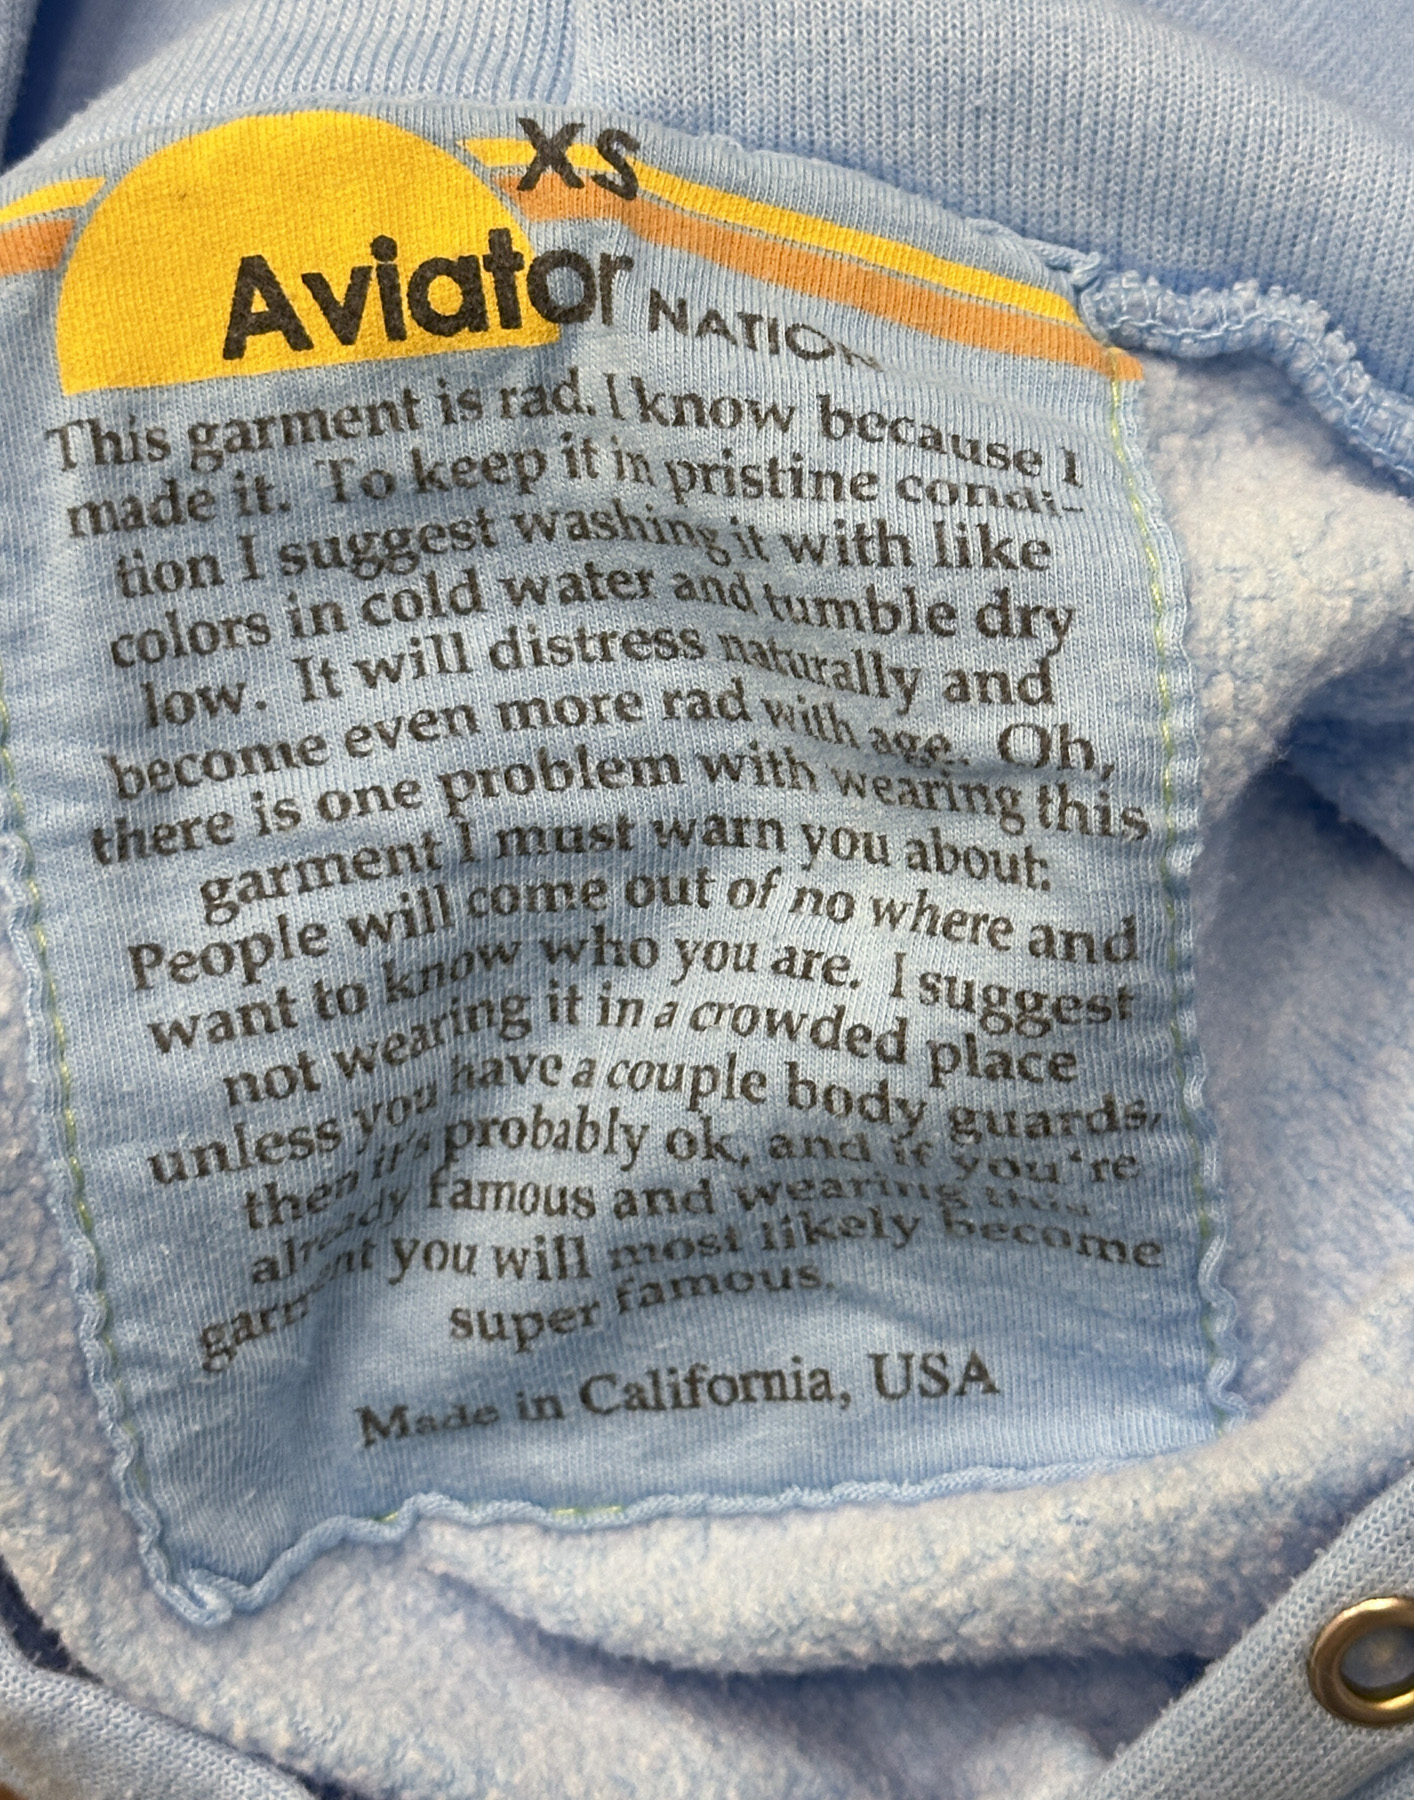 XS
Aviator NATION
This garment is rad. I know because I
made it. To keep it in pristine condi-
tion I suggest washing it with like
colors in cold water and tumble dry
low. It will distress naturally and
become even more rad with age. Oh,
there is one problem with wearing this
garment I must warn you about:
People will come out of no where and
want to know who you are. I suggest
not wearing it in a crowded place
unless you have a couple body guards,
then it's probably ok, and if you're
already famous and wearing this
garment you will most likely become
super famous.
Made in California, USA